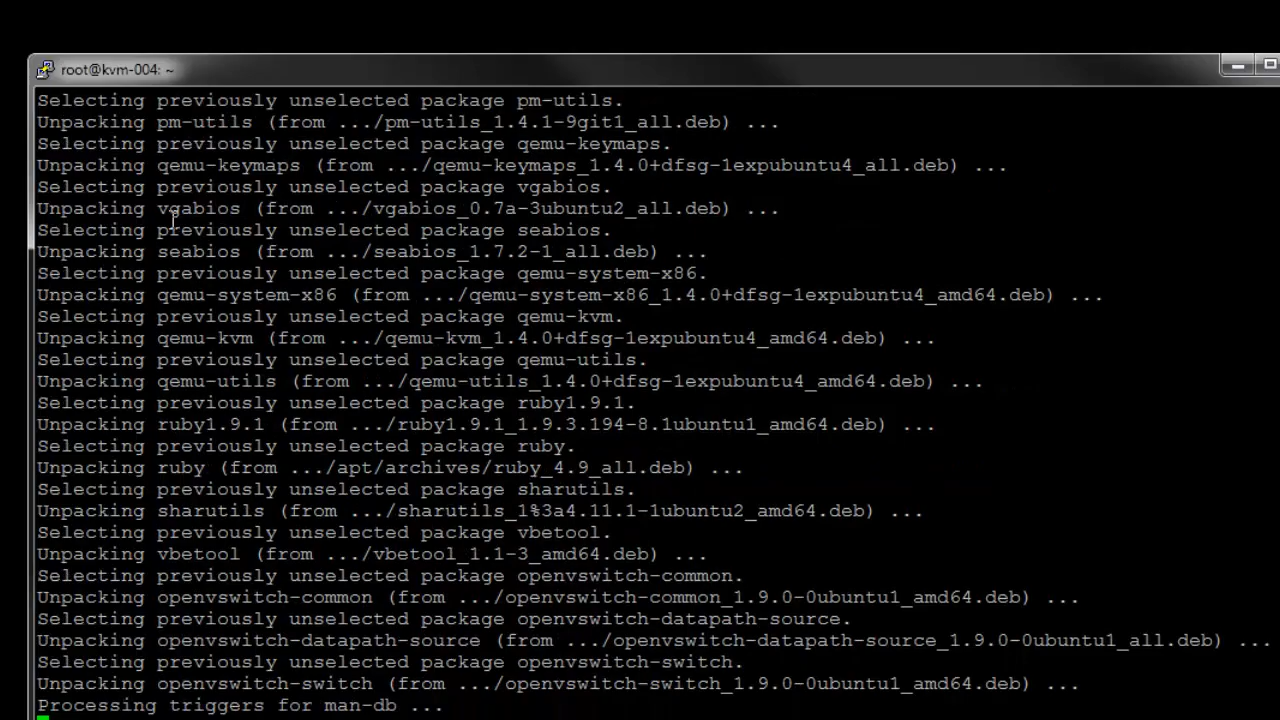 root@kvm-004: ~
Selecting previously unselected package pm-utils.
Unpacking pm-utils (from .../pm-utils_1.4.1-9git1_all.deb) ...
Selecting previously unselected package qemu-keymaps.
Unpacking qemu-keymaps (from .../qemu-keymaps_1.4.0+dfsg-1expubuntu4_all.deb) ...
Selecting previously unselected package vgabios.
Unpacking vgabios (from .../vgabios_0.7a-3ubuntu2_all.deb) ...
Selecting previously unselected package seabios.
Unpacking seabios (from .../seabios_1.7.2-1_all.deb) ...
Selecting previously unselected package qemu-system-x86.
Unpacking qemu-system-x86 (from .../qemu-system-x86_1.4.0+dfsg-1expubuntu4_amd64.deb) ...
Selecting previously unselected package qemu-kvm.
Unpacking qemu-kvm (from .../qemu-kvm_1.4.0+dfsg-1expubuntu4_amd64.deb) ...
Selecting previously unselected package qemu-utils.
Unpacking qemu-utils (from .../qemu-utils_1.4.0+dfsg-1expubuntu4_amd64.deb) ...
Selecting previously unselected package ruby1.9.1.
Unpacking ruby1.9.1 (from .../ruby1.9.1_1.9.3.194-8.1ubuntu1_amd64.deb) ...
Selecting previously unselected package ruby.
Unpacking ruby (from .../apt/archives/ruby_4.9_all.deb) ...
Selecting previously unselected package sharutils.
Unpacking sharutils (from .../sharutils_1%3a4.11.1-1ubuntu2_amd64.deb) ...
Selecting previously unselected package vbetool.
Unpacking vbetool (from .../vbetool_1.1-3_amd64.deb) ...
Selecting previously unselected package openvswitch-common.
Unpacking openvswitch-common (from .../openvswitch-common_1.9.0-0ubuntu1_amd64.deb) ...
Selecting previously unselected package openvswitch-datapath-source.
Unpacking openvswitch-datapath-source (from .../openvswitch-datapath-source_1.9.0-0ubuntu1_all.deb) ...
Selecting previously unselected package openvswitch-switch.
Unpacking openvswitch-switch (from .../openvswitch-switch_1.9.0-0ubuntu1_amd64.deb) ...
Processing triggers for man-db ...